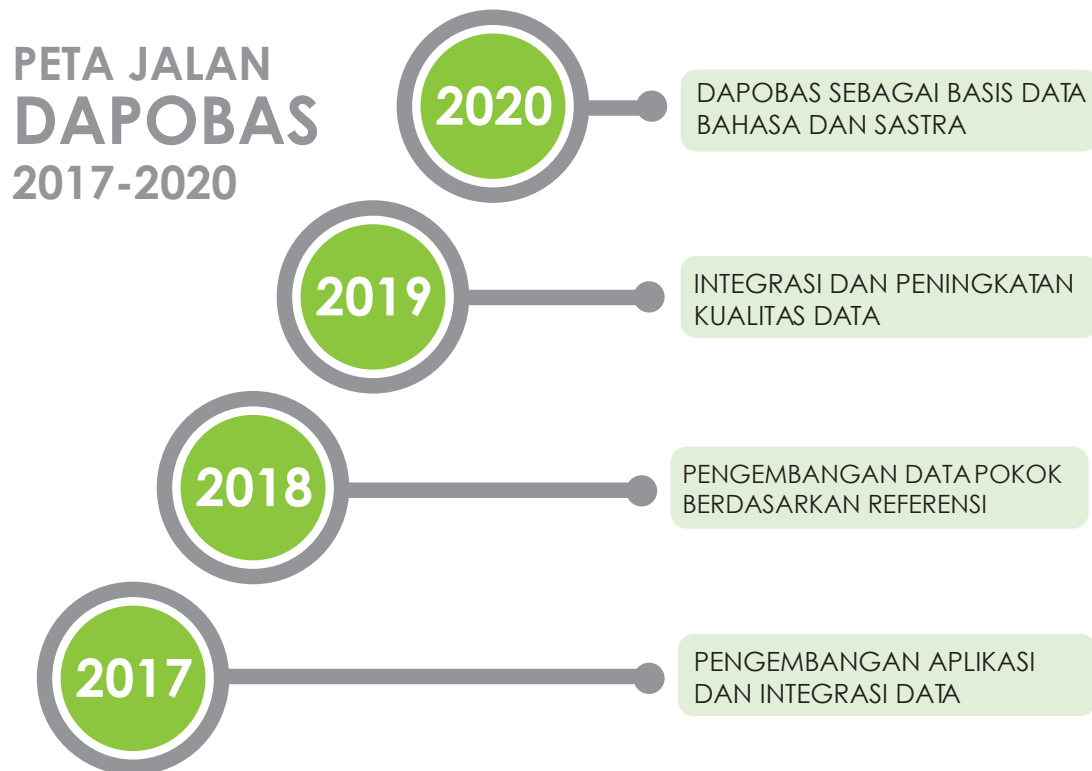 PETA JALAN
DAPOBAS
2017-2020
2020
DAPOBAS SEBAGAI BASIS DATA
BAHASA DAN SASTRA
2019
INTEGRASI DAN PENINGKATAN
KUALITAS DATA
2018
PENGEMBANGAN DATA POKOK
BERDASARKAN REFERENSI
2017
PENGEMBANGAN APLIKASI
DAN INTEGRASI DATA